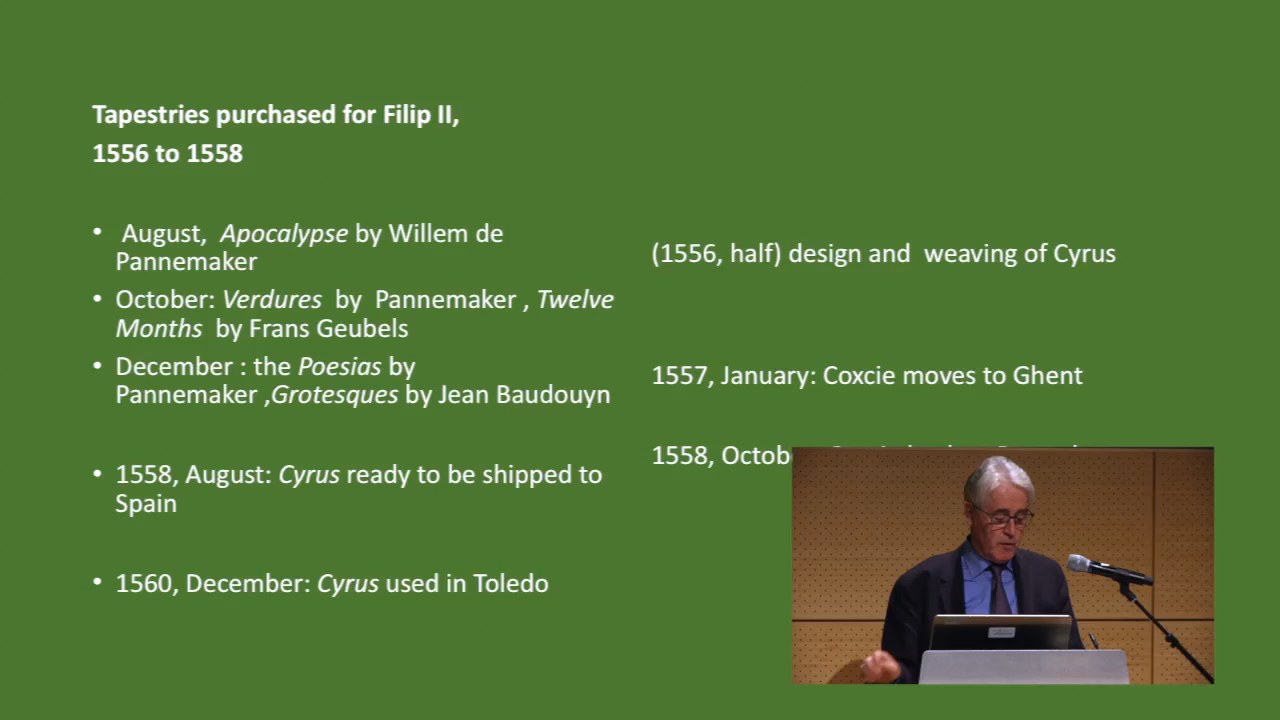 Tapestries purchased for Filip II,
1556 to 1558
• August, Apocalypse by Willem de
Pannemaker
• October: Verdures by Pannemaker , Twelve
Months by Frans Geubels
• December : the Poesias by
Pannemaker ,Grotesques by Jean Baudouyn
• 1558, August: Cyrus ready to be shipped to
Spain
• 1560, December: Cyrus used in Toledo
(1556, half) design and weaving of Cyrus
1557, January: Coxcie moves to Ghent
1558,